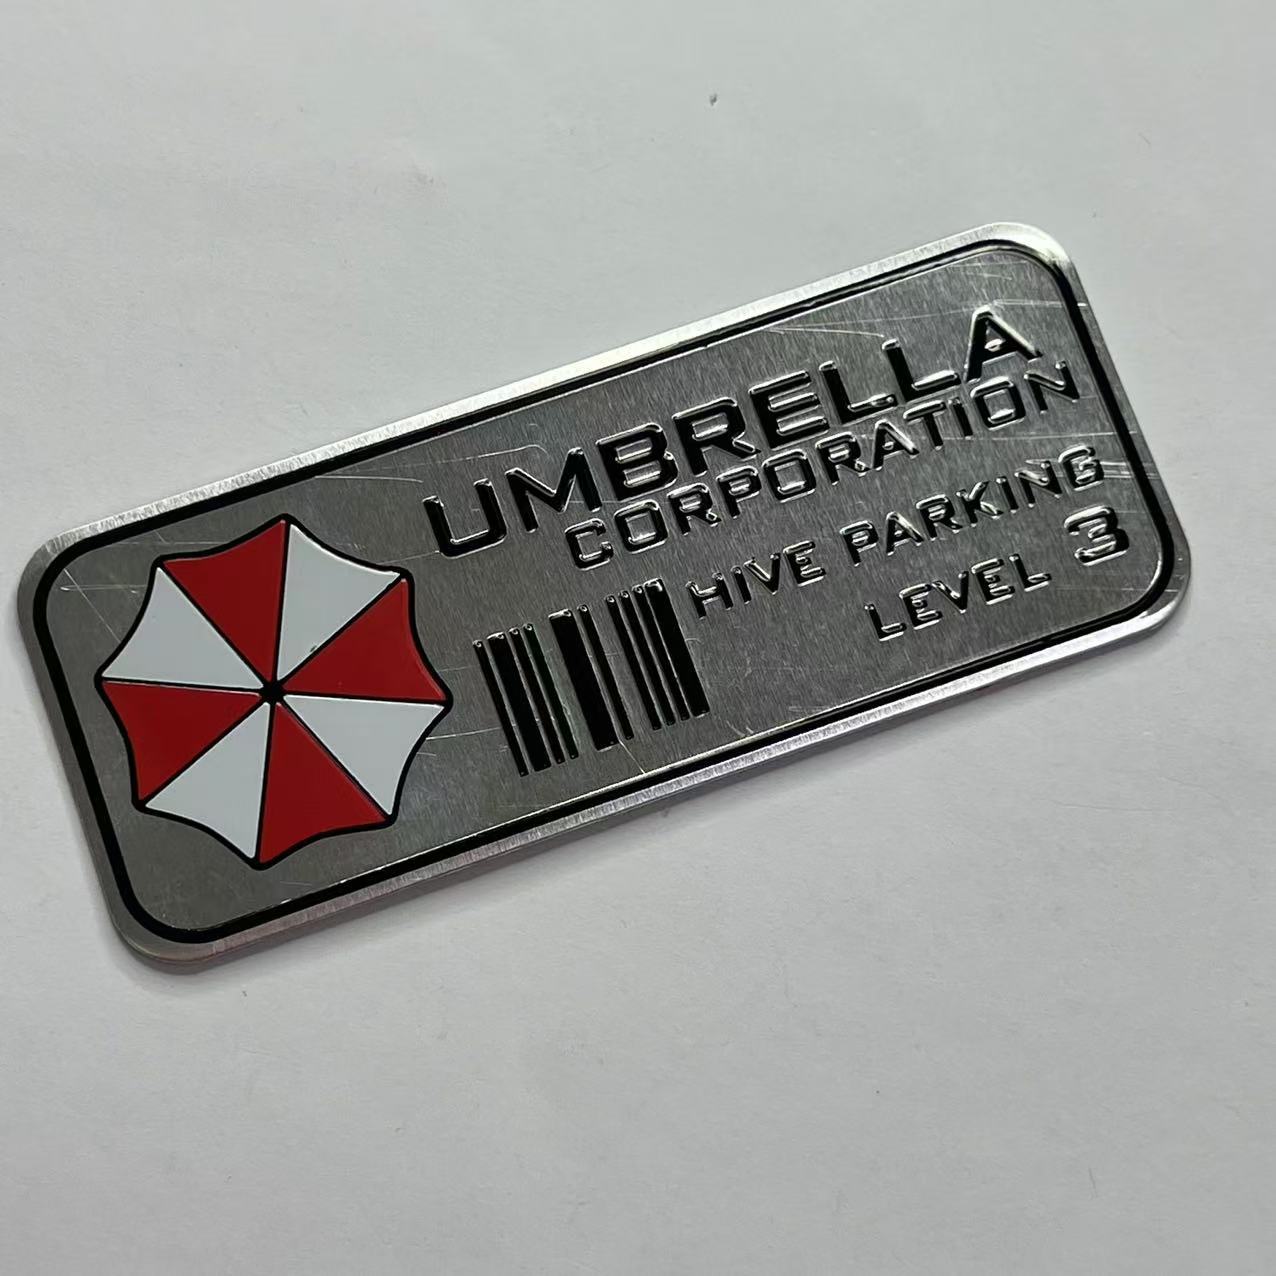 UMBRELLA
CORPORATION
HIVE PARKING
LEVEL 3